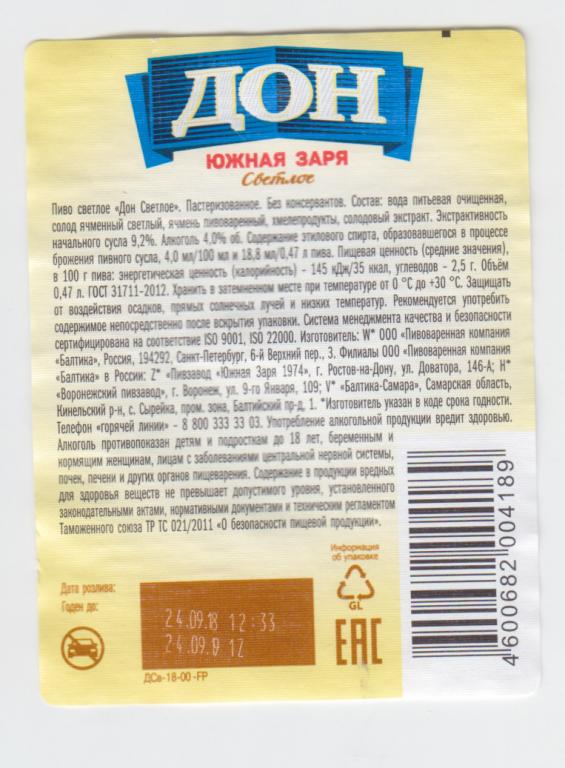 ДОН
ЮЖНАЯ ЗАРЯ
Светлое
Пиво светлое «Дон Светлое». Пастеризованное. Без консервантов. Состав: вода питьевая очищенная,
солод ячменный светлый, ячмень пивоваренный, хмелепродукты, солодовый экстракт. Экстрактивность
начального сусла 9,2%. Алкоголь 4,0% об. Содержание этилового спирта, образовавшегося в процессе
брожения пивного сусла, 4,0 мл/100 мл и 18,8 мл/0,47 л пива. Пищевая ценность (средние значения),
в 100 г пива: энергетическая ценность (калорийность) - 145 кДж/35 ккал, углеводов - 2,5 г. Объём
0,47 л. ГОСТ 31711-2012. Хранить в затемненном месте при температуре от 0 °С до +30 °С. Защищать
от воздействия осадков, прямых солнечных лучей и низких температур. Рекомендуется употребить
содержимое непосредственно после вскрытия упаковки. Система менеджмента качества и безопасности
сертифицирована на соответствие ISO 9001, ISO 22000. Изготовитель: W* ООО «Пивоваренная компания
«Балтика», Россия, 194292, Санкт-Петербург, 6-й Верхний пер., 3. Филиалы ООО «Пивоваренная компания
«Балтика» в России: Z* «Пивзавод «Южная Заря 1974», г. Ростов-на-Дону, ул. Доватора, 146-А; H*
«Воронежский пивзавод», г. Воронеж, ул. 9-го Января, 109; V* «Балтика-Самара», Самарская область,
Кинельский р-н, с. Сырейка, пром. зона, Балтийский пр-д, 1. *Изготовитель указан в коде срока годности.
Телефон «горячей линии» - 8 800 333 33 03. Употребление алкогольной продукции вредит здоровью.
Алкоголь противопоказан детям и подросткам до 18 лет, беременным и
кормящим женщинам, лицам с заболеваниями центральной нервной системы,
почек, печени и других органов пищеварения. Содержание в продукции вредных
для здоровья веществ не превышает допустимого уровня, установленного
законодательными актами, нормативными документами и техническим регламентом
Таможенного союза ТР ТС 021/2011 «О безопасности пищевой продукции».
Информация
об упаковке
GL
EAC
Дата розлива:
Годен до:
24.09.18 12:33
24.09.19 1Z
ДСв-18-00 -FP
4 600682 004189